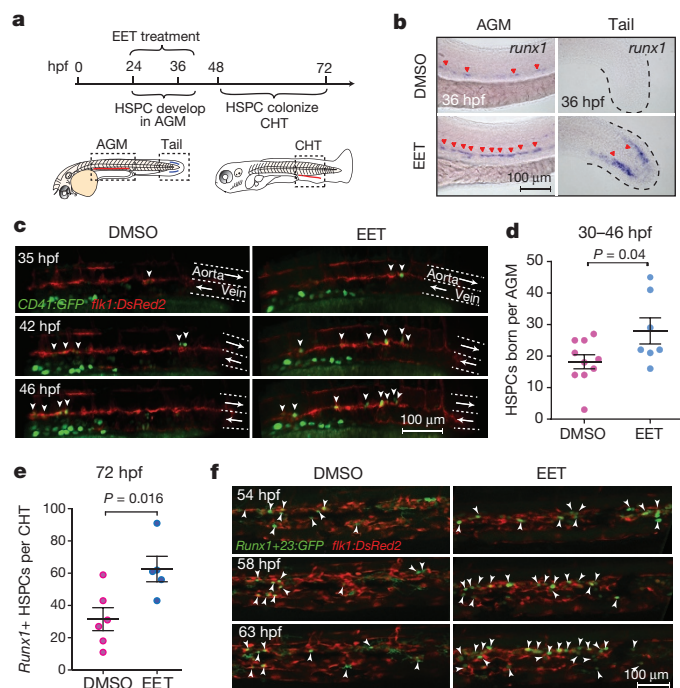 a
EET treatment
hpf 0 24 36 48 72
HSPC develop
in AGM
HSPC colonize
CHT
AGM
Tail
CHT
b
AGM Tail
DMSO
runx1
36 hpf
runx1
36 hpf
EET
100 μm
c
DMSO EET
35 hpf
Aorta
Vein
CD41:GFP flk1:DsRed2
Aorta
Vein
42 hpf
46 hpf
100 μm
d
30–46 hpf
P = 0.04
HSPCs born per AGM
50
40
30
20
10
0
DMSO EET
e
72 hpf
P = 0.016
Runx1+ HSPCs per CHT
100
80
60
40
20
0
DMSO EET
f
DMSO EET
54 hpf
Runx1+23:GFP flk1:DsRed2
58 hpf
63 hpf
100 μm